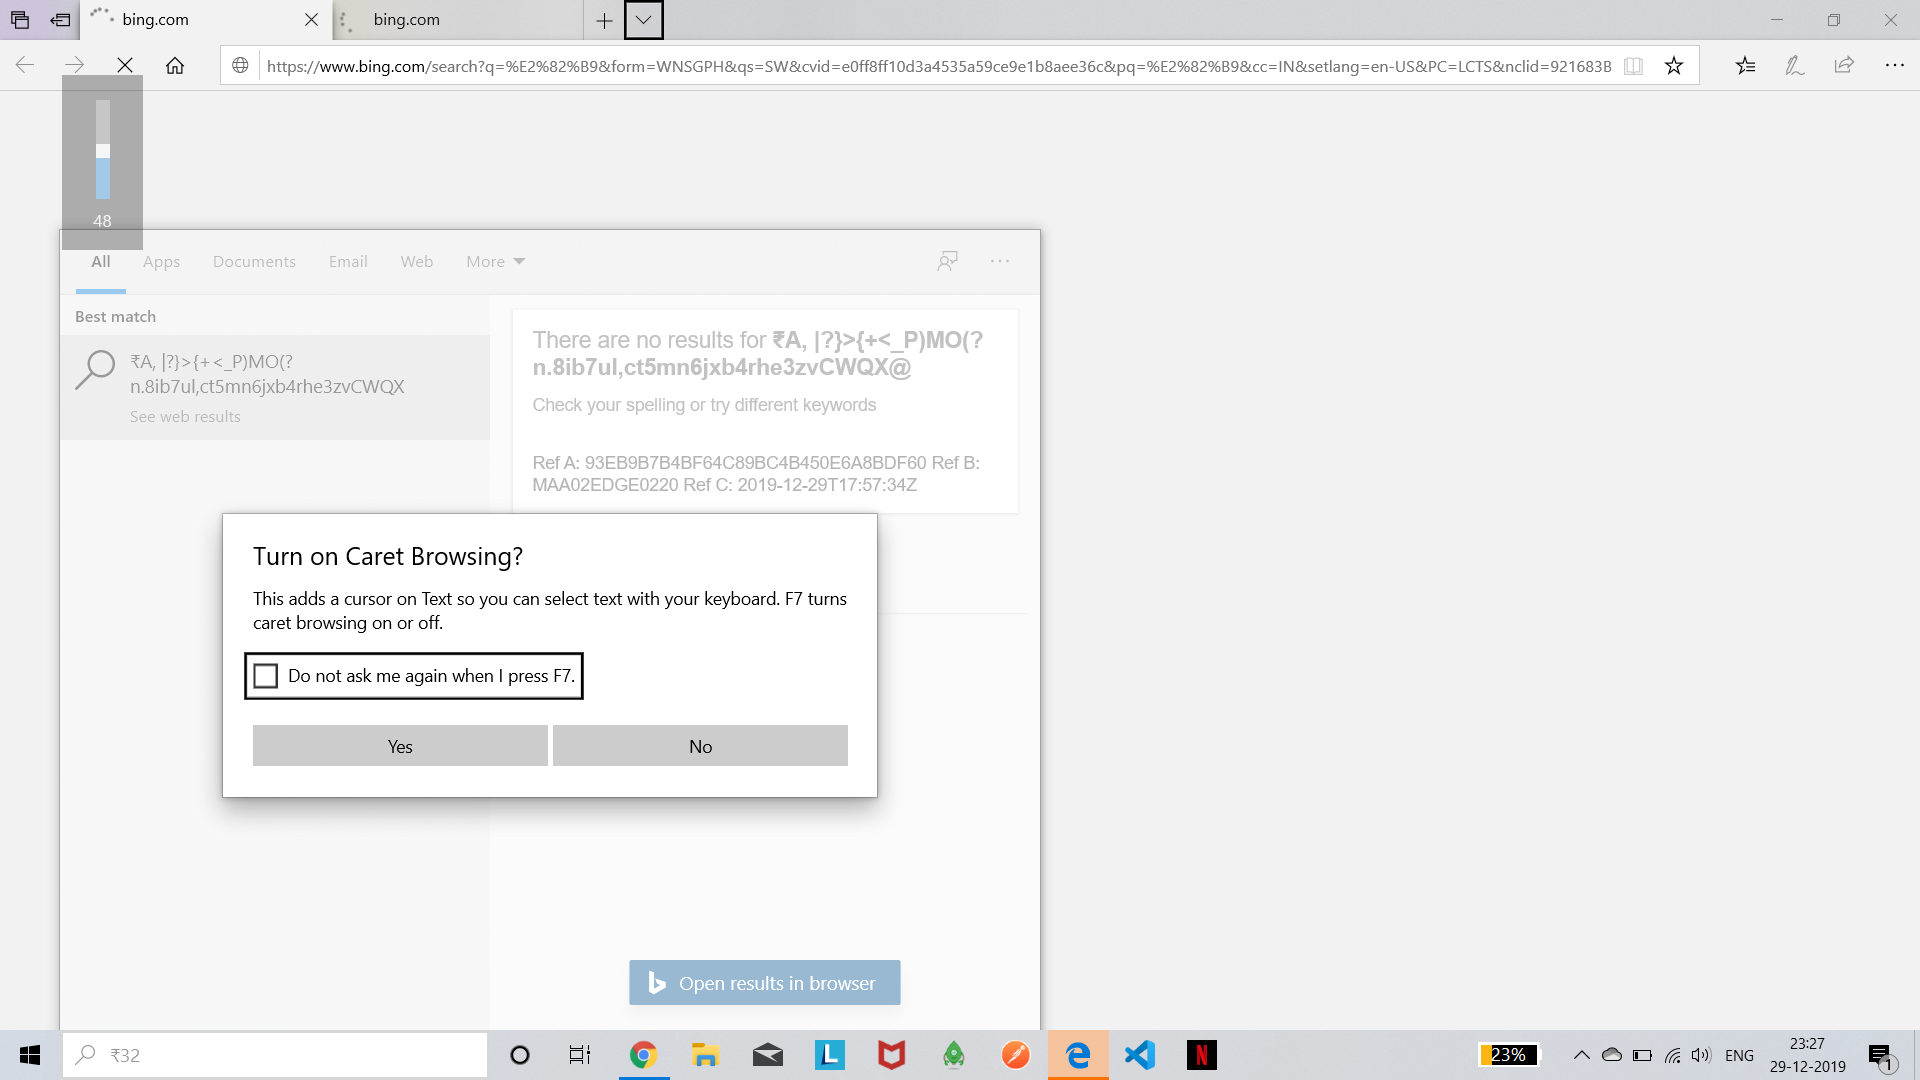 bing.com
bing.com
https://www.bing.com/search?q=%E2%82%B9&form=WNSGPH&qs=SW&cvid=e0ff8ff10d3a4535a59ce9e1b8aee36c&pq=%E2%82%B9&cc=IN&setlang=en-US&PC=LCTS&nclid=921683B
48
All Apps Documents Email Web More
Best match
₹A, |?}>{+<_P)MO(?
n.8ib7ul,ct5mn6jxb4rhe3zvCWQX
See web results
There are no results for ₹A, |?}>{+<_P)MO(?
n.8ib7ul,ct5mn6jxb4rhe3zvCWQX@
Check your spelling or try different keywords
Ref A: 93EB9B7B4BF64C89BC4B450E6A8BDF60 Ref B:
MAA02EDGE0220 Ref C: 2019-12-29T17:57:34Z
Turn on Caret Browsing?
This adds a cursor on Text so you can select text with your keyboard. F7 turns
caret browsing on or off.
Do not ask me again when I press F7.
Yes No
Open results in browser
₹32
L
N
23%
ENG
23:27
29-12-2019
1